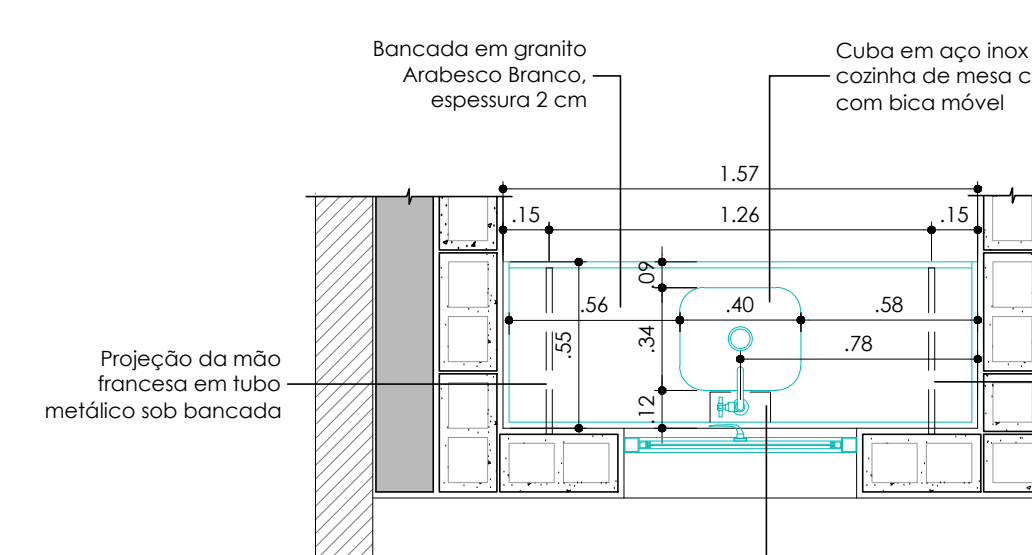 Bancada em granito
Arabesco Branco,
espessura 2 cm
Cuba em aço inox
cozinha de mesa c
com bica móvel
1.57
.15
1.26
.15
.09
.56
.40
.58
.55
.34
.78
.12
Projeção da mão
francesa em tubo
metálico sob bancada